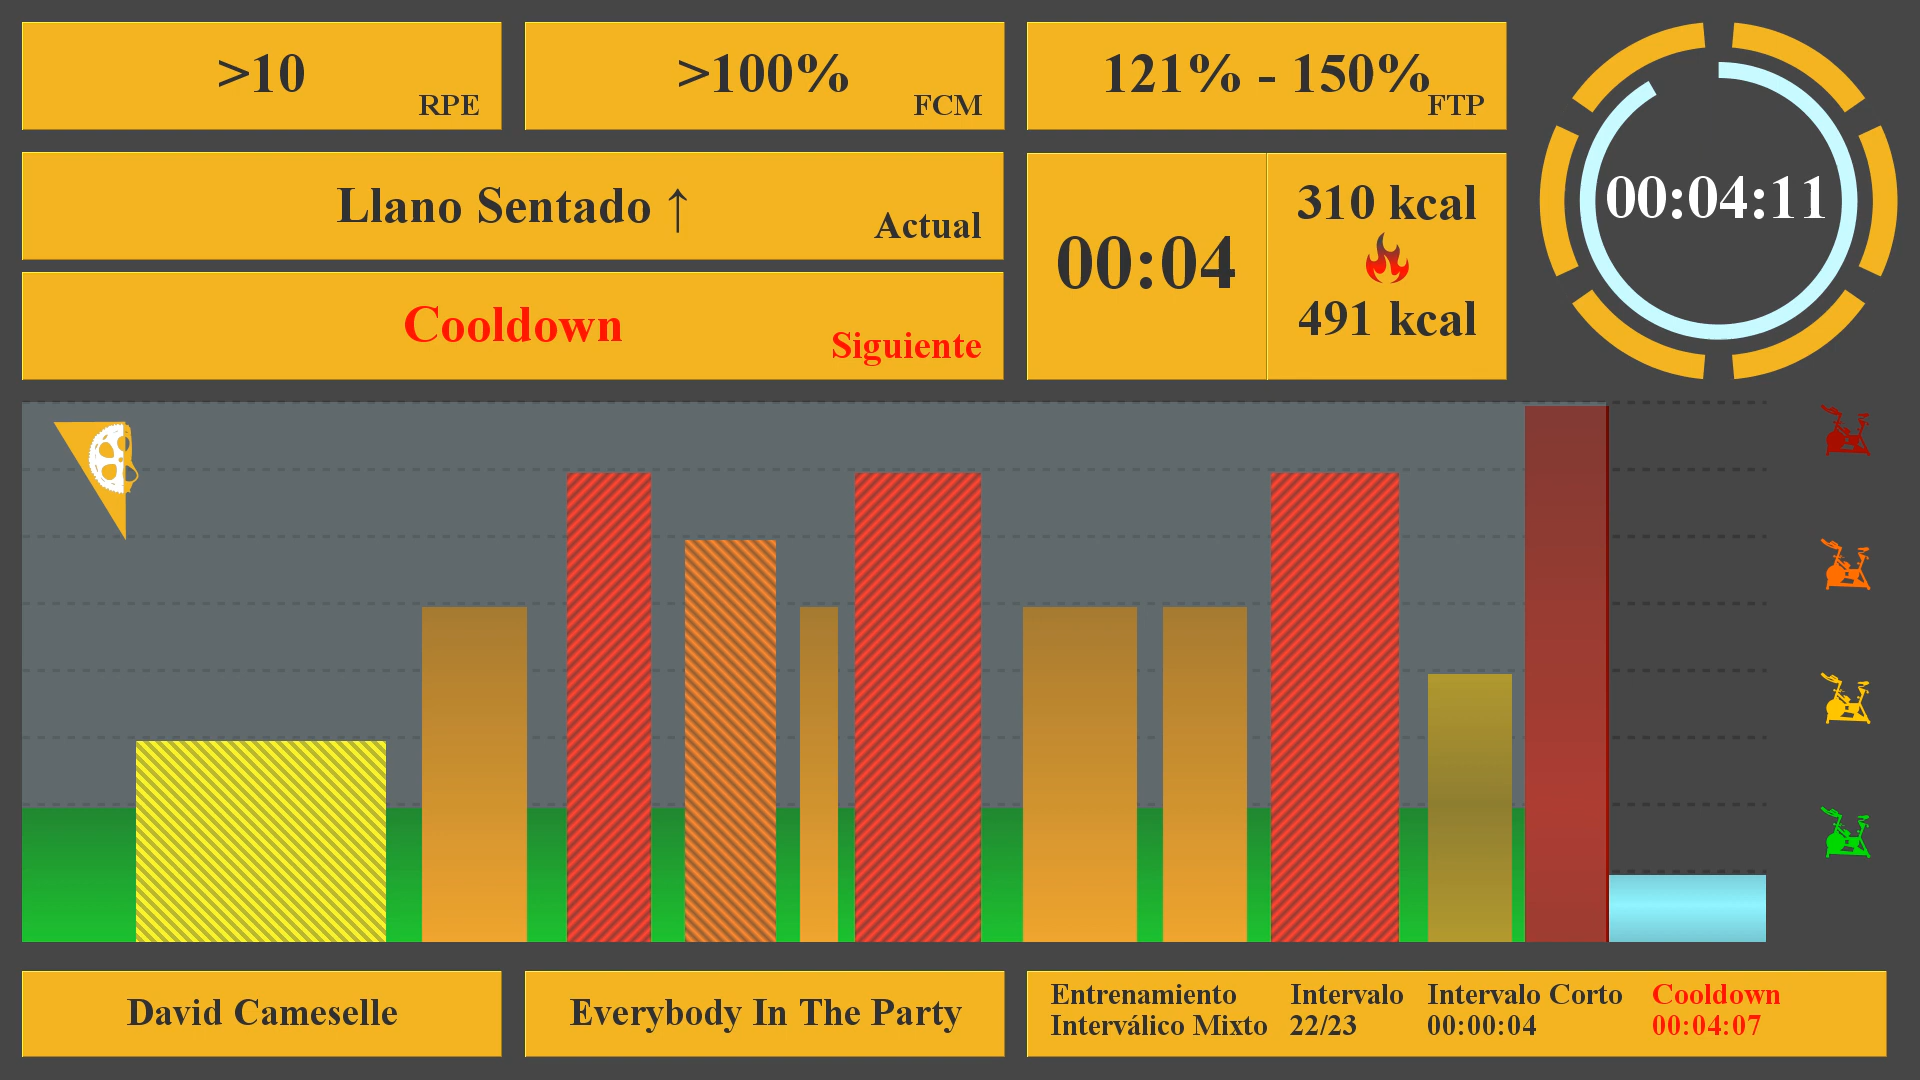 >10
RPE
>100%
FCM
121% - 150%
FTP
00:04:11
Llano Sentado ↑
Actual
Cooldown
Siguiente
00:04
310 kcal
491 kcal
David Cameselle
Everybody In The Party
Entrenamiento
Interválico Mixto
Intervalo
22/23
Intervalo Corto
00:00:04
Cooldown
00:04:07